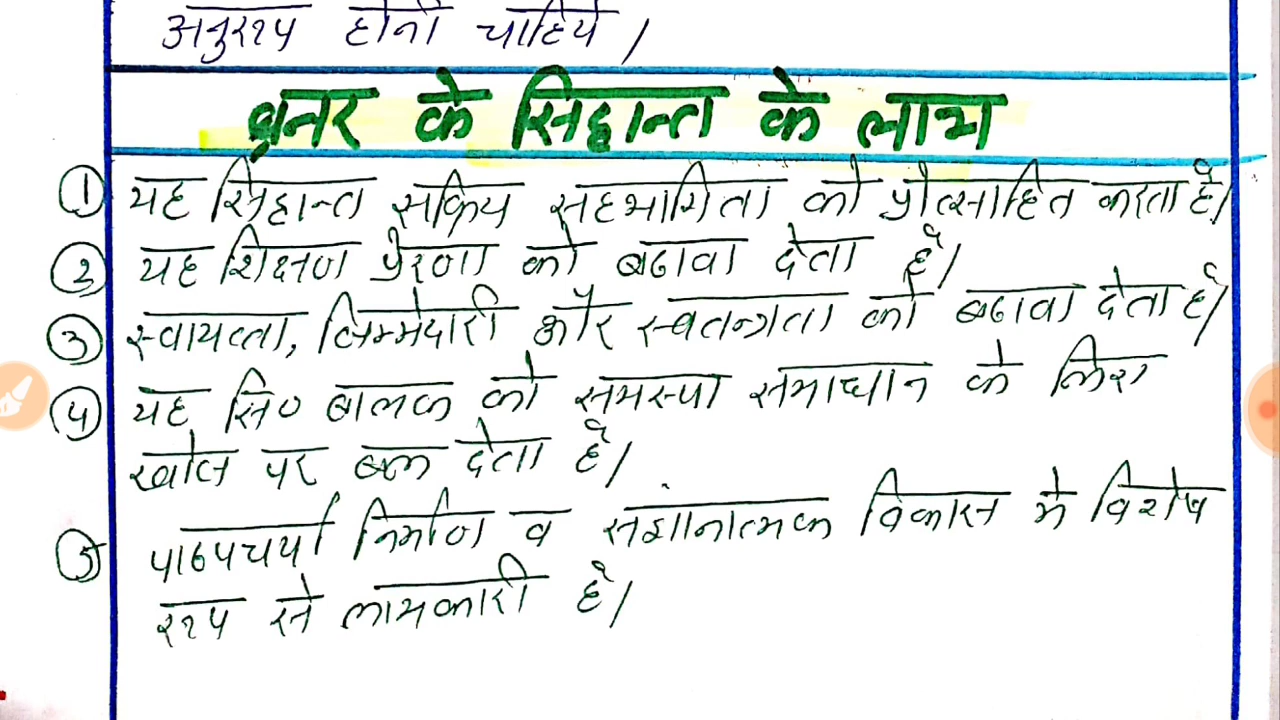 अनुरूप होनी चाहिये।
ब्रुनर के सिद्धान्त के लाभ
① यह सिद्धान्त सक्रिय सहभागिता को प्रोत्साहित करता है।
② यह शिक्षण प्रेरणा को बढावा देता है।
③ स्वायत्ता, जिम्मेदारी और स्वतन्त्रता को बढावा देता है।
④ यह सि० बालक को समस्या समाधान के लिए
खोज पर बल देता है।
⑤ पाठ्यचर्या निर्माण व संज्ञानात्मक विकास मे विशेष
रूप से लाभकारी है।